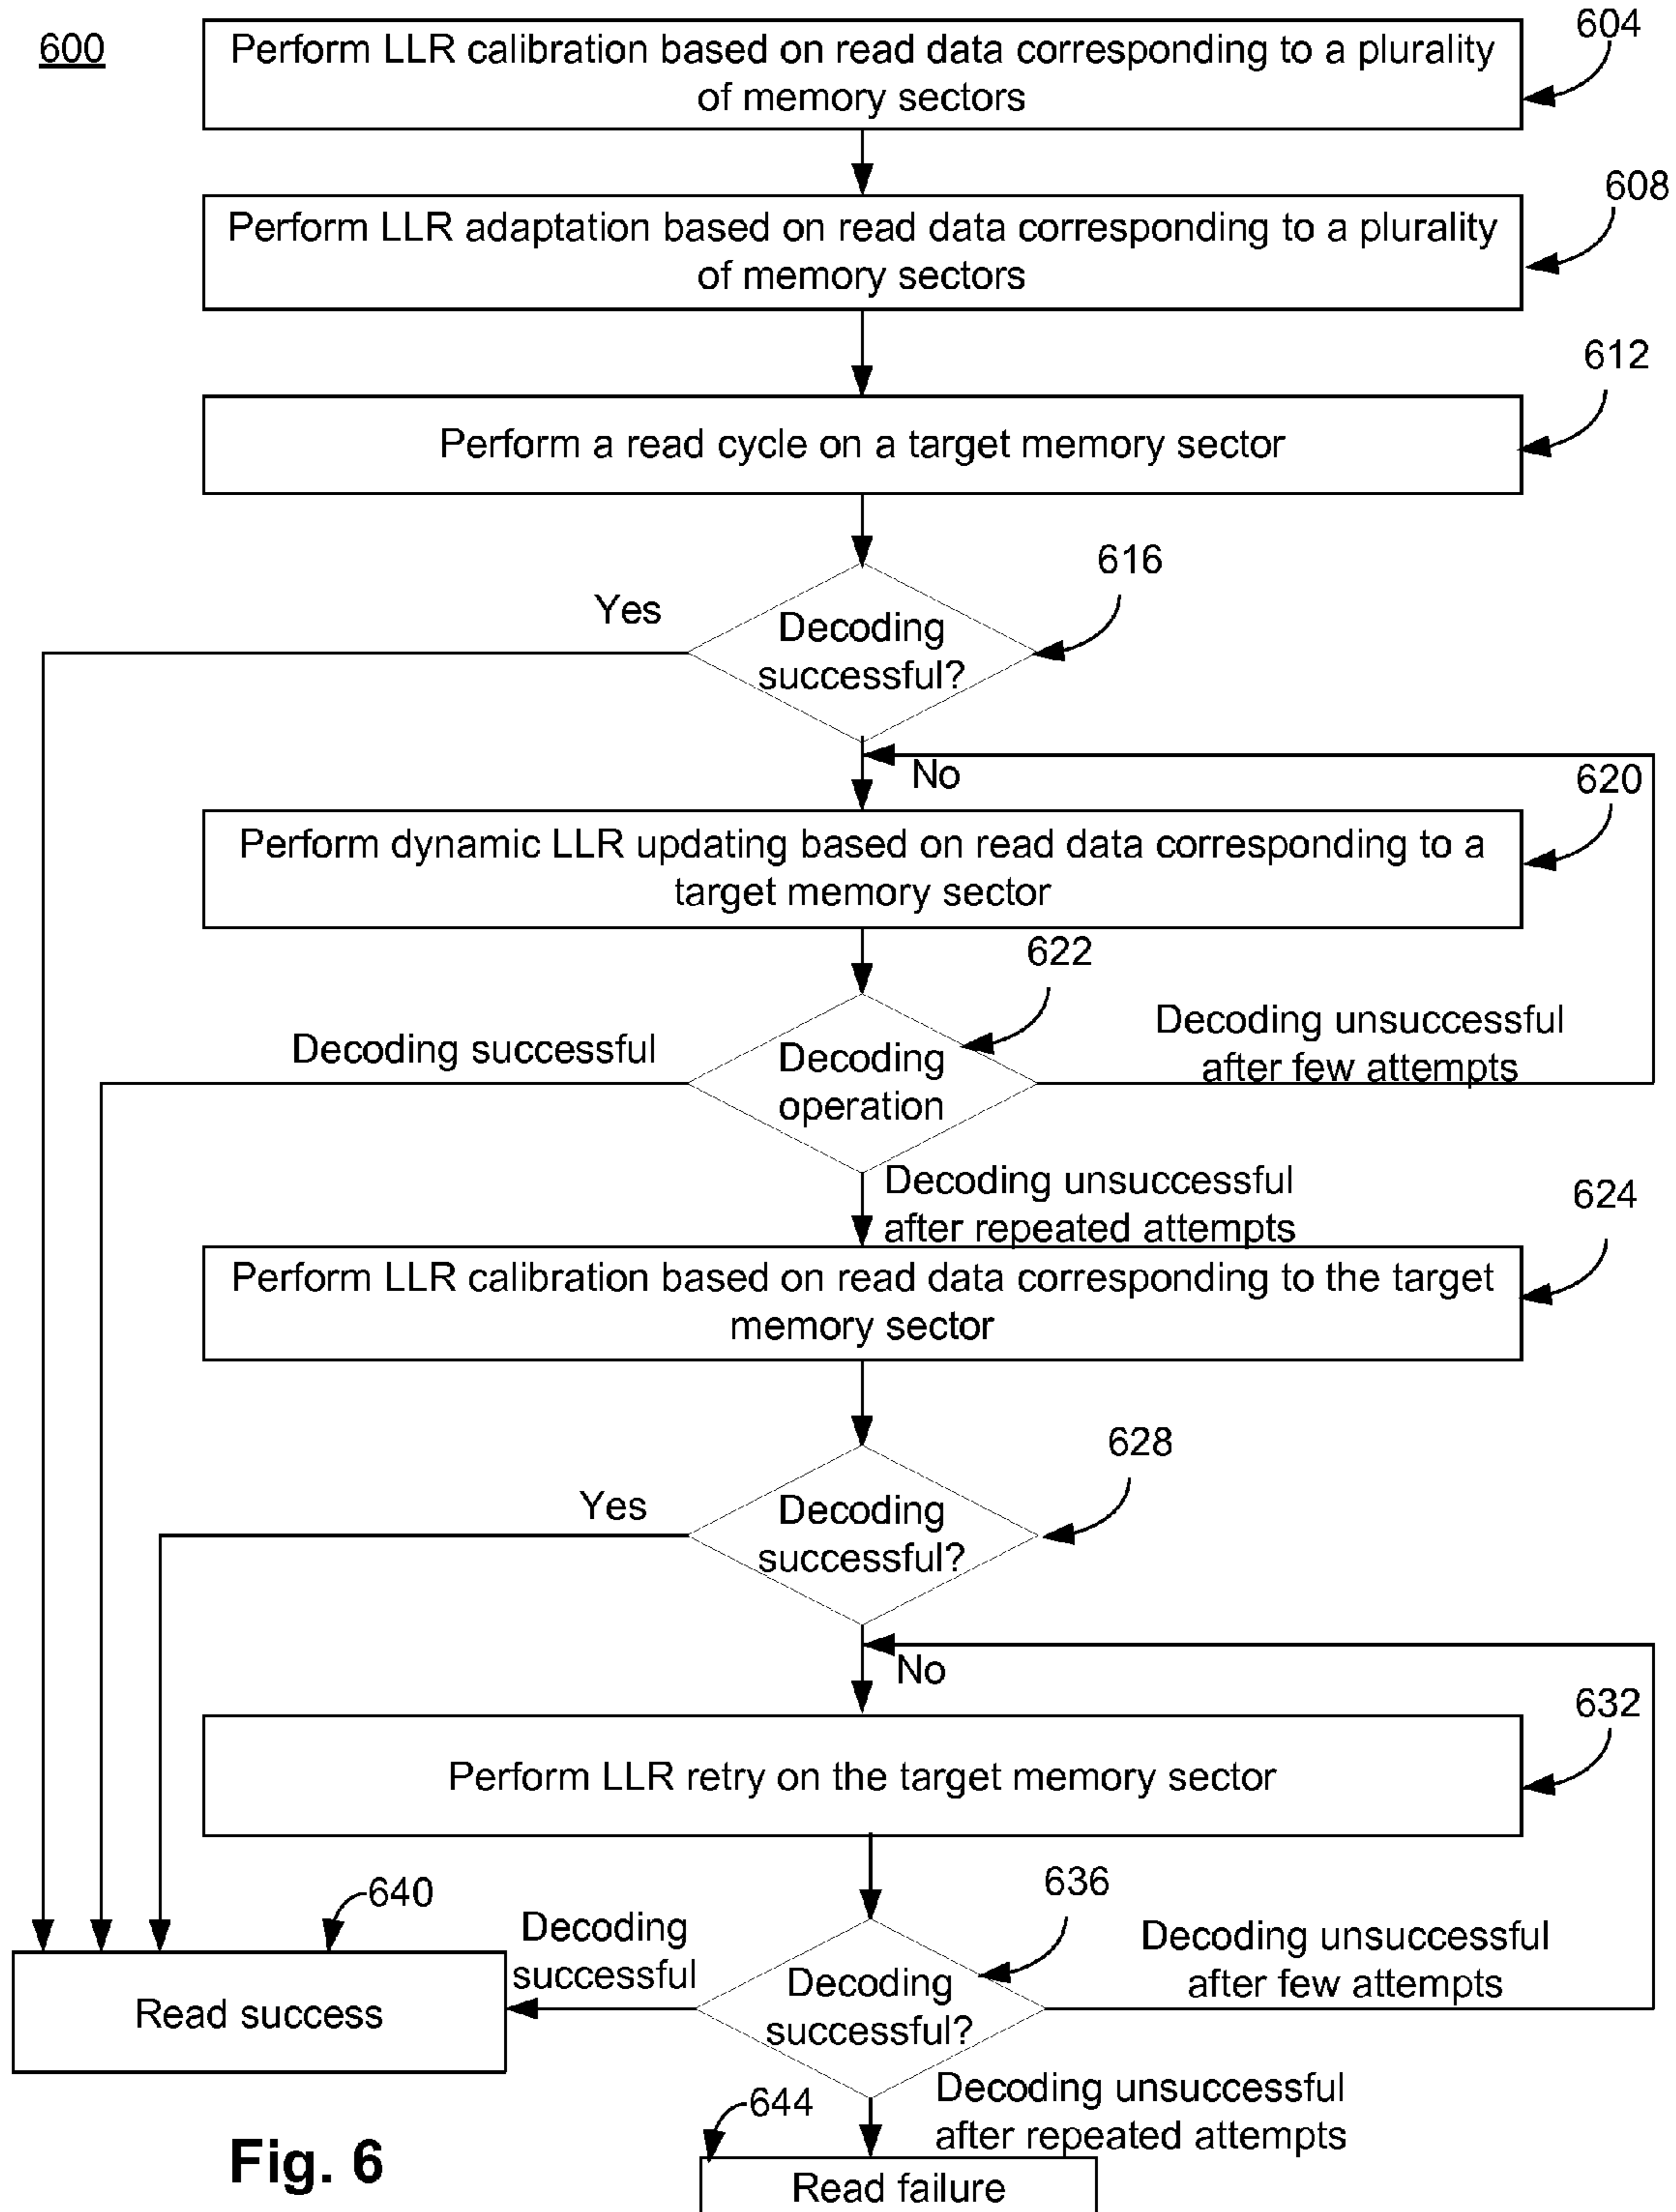 600
604
Perform LLR calibration based on read data corresponding to a plurality
of memory sectors
608
Perform LLR adaptation based on read data corresponding to a plurality
of memory sectors
612
Perform a read cycle on a target memory sector
616
Yes
Decoding
successful?
No
620
Perform dynamic LLR updating based on read data corresponding to a
target memory sector
622
Decoding successful
Decoding
operation
Decoding unsuccessful
after few attempts
Decoding unsuccessful
after repeated attempts
624
Perform LLR calibration based on read data corresponding to the target
memory sector
628
Yes
Decoding
successful?
No
632
Perform LLR retry on the target memory sector
636
640
Decoding
successful
Decoding
successful?
Decoding unsuccessful
after few attempts
Read success
Decoding unsuccessful
after repeated attempts
644
Read failure
Fig. 6